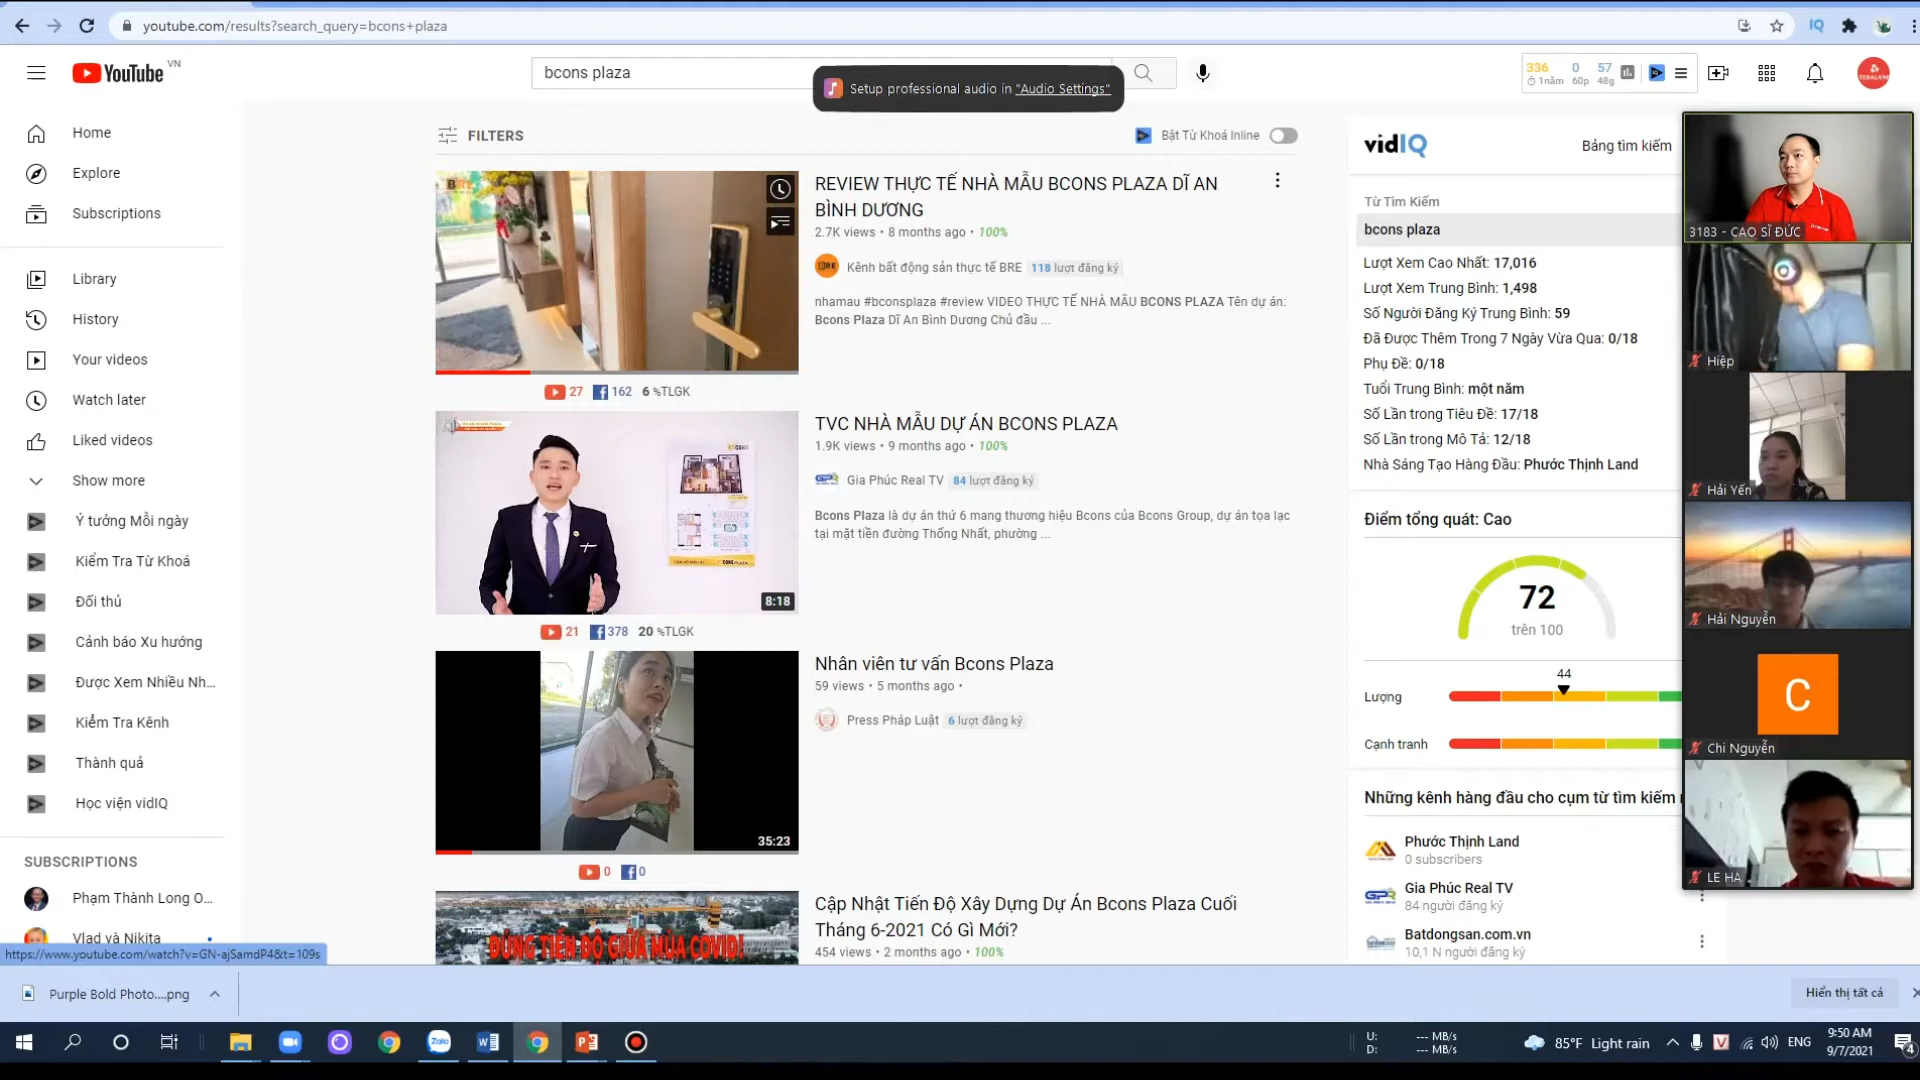 youtube.com/results?search_query=bcons+plaza
IQ
YouTube VN
bcons plaza
Setup professional audio in "Audio Settings"
336 0 57
1năm 60p 48g
Home
Explore
Subscriptions
Library
History
Your videos
Watch later
Liked videos
Show more
Ý tưởng Mỗi ngày
Kiểm Tra Từ Khoá
Đối thủ
Cảnh báo Xu hướng
Được Xem Nhiều Nh...
Kiểm Tra Kênh
Thành quả
Học viện vidIQ
SUBSCRIPTIONS
Phạm Thành Long O...
Vlad và Nikita
https://www.youtube.com/watch?v=GN-ajSamdP4&t=109s
FILTERS
Bật Từ Khoá Inline
REVIEW THỰC TẾ NHÀ MẪU BCONS PLAZA DĨ AN
BÌNH DƯƠNG
2.7K views • 8 months ago • 100%
BRE Kênh bất động sản thực tế BRE 118 lượt đăng ký
nhamau #bconsplaza #review VIDEO THỰC TẾ NHÀ MẪU BCONS PLAZA Tên dự án:
Bcons Plaza Dĩ An Bình Dương Chủ đầu ...
27 162 6 %TLGK
TVC NHÀ MẪU DỰ ÁN BCONS PLAZA
1.9K views • 9 months ago • 100%
GPR Gia Phúc Real TV 84 lượt đăng ký
Bcons Plaza là dự án thứ 6 mang thương hiệu Bcons của Bcons Group, dự án tọa lạc
tại mặt tiền đường Thống Nhất, phường ...
8:18
21 378 20 %TLGK
Nhân viên tư vấn Bcons Plaza
59 views • 5 months ago •
Press Pháp Luật 6 lượt đăng ký
35:23
0 0
Cập Nhật Tiến Độ Xây Dựng Dự Án Bcons Plaza Cuối
Tháng 6-2021 Có Gì Mới?
454 views • 2 months ago • 100%
ĐÚNG TIẾN ĐỘ GIỮA MÙA COVID!
vidIQ Bảng tìm kiếm
Từ Tìm Kiếm
bcons plaza
Lượt Xem Cao Nhất: 17,016
Lượt Xem Trung Bình: 1,498
Số Người Đăng Ký Trung Bình: 59
Đã Được Thêm Trong 7 Ngày Vừa Qua: 0/18
Phụ Đề: 0/18
Tuổi Trung Bình: một năm
Số Lần trong Tiêu Đề: 17/18
Số Lần trong Mô Tả: 12/18
Nhà Sáng Tạo Hàng Đầu: Phước Thịnh Land
Điểm tổng quát: Cao
72
trên 100
44
Lượng
Cạnh tranh
Những kênh hàng đầu cho cụm từ tìm kiếm
Phước Thịnh Land
0 subscribers
GPR Gia Phúc Real TV
84 người đăng ký
Batdongsan.com.vn
10,1 N người đăng ký
3183 - CAO SĨ ĐỨC
Hiệp
Hải Yến
Hải Nguyễn
C
Chi Nguyễn
LE HA
Purple Bold Photo....png
Hiển thị tất cả
Zalo
U: --- MB/s
D: --- MB/s
85°F Light rain
V
ENG
9:50 AM
9/7/2021
4